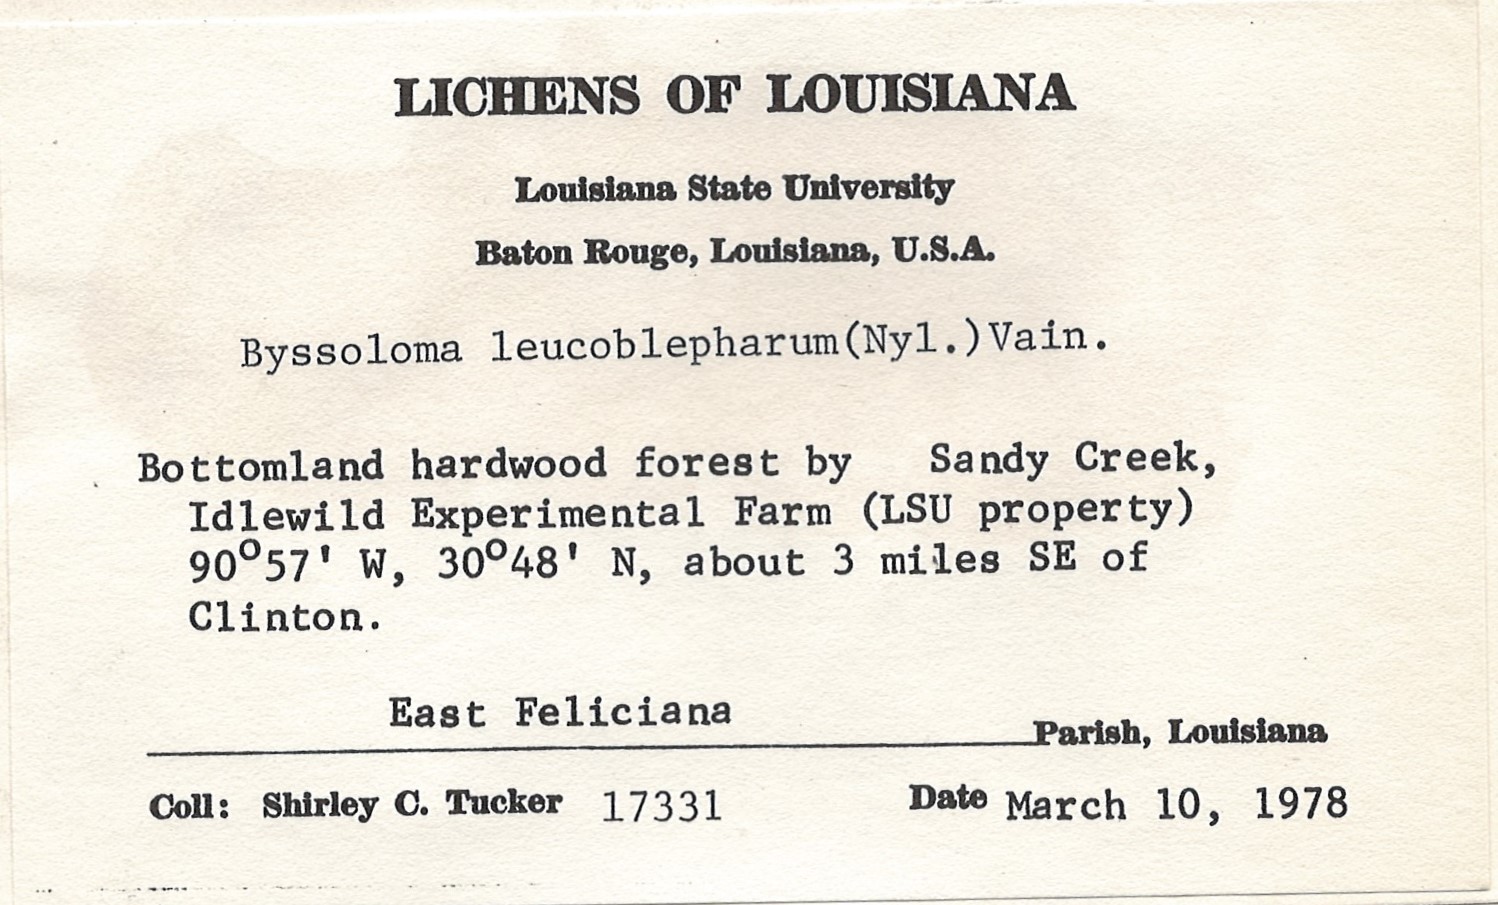 LICHENS OF LOUISIANA
Louisiana State University
Baton Rouge, Louisiana, U.S.A.
Byssoloma leucoblepharum(Nyl.)Vain.
Bottomland hardwood forest by Sandy Creek,
Idlewild Experimental Farm (LSU property)
90°57' W, 30°48' N, about 3 miles SE of
Clinton.
East Feliciana Parish, Louisiana
Coll: Shirley C. Tucker 17331 Date March 10, 1978